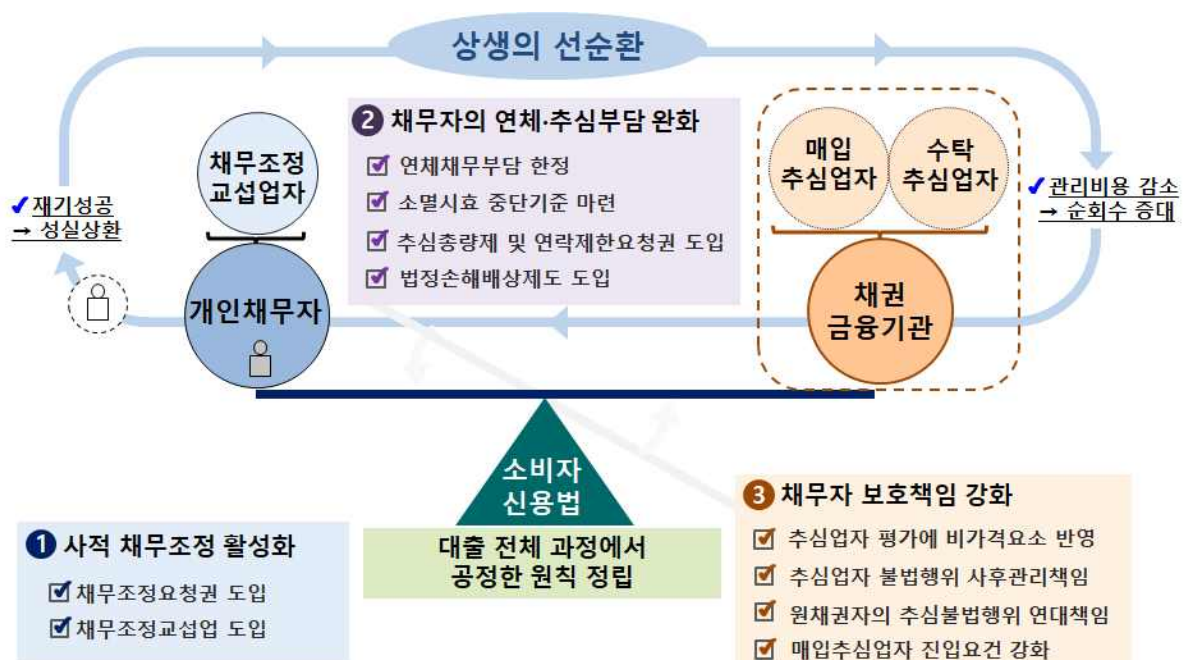 상생의 선순환
❷ 채무자의 연체·추심부담 완화
연체채무부담 한정
소멸시효 중단기준 마련
추심총량제 및 연락제한요청권 도입
법정손해배상제도 도입
채무조정
교섭업자
개인채무자
✔재기성공
→ 성실상환
매입
추심업자
수탁
추심업자
채권
금융기관
✔관리비용 감소
→ 순회수 증대
소비자
신용법
대출 전체 과정에서
공정한 원칙 정립
❶ 사적 채무조정 활성화
채무조정요청권 도입
채무조정교섭업 도입
❸ 채무자 보호책임 강화
추심업자 평가에 비가격요소 반영
추심업자 불법행위 사후관리책임
원채권자의 추심불법행위 연대책임
매입추심업자 진입요건 강화